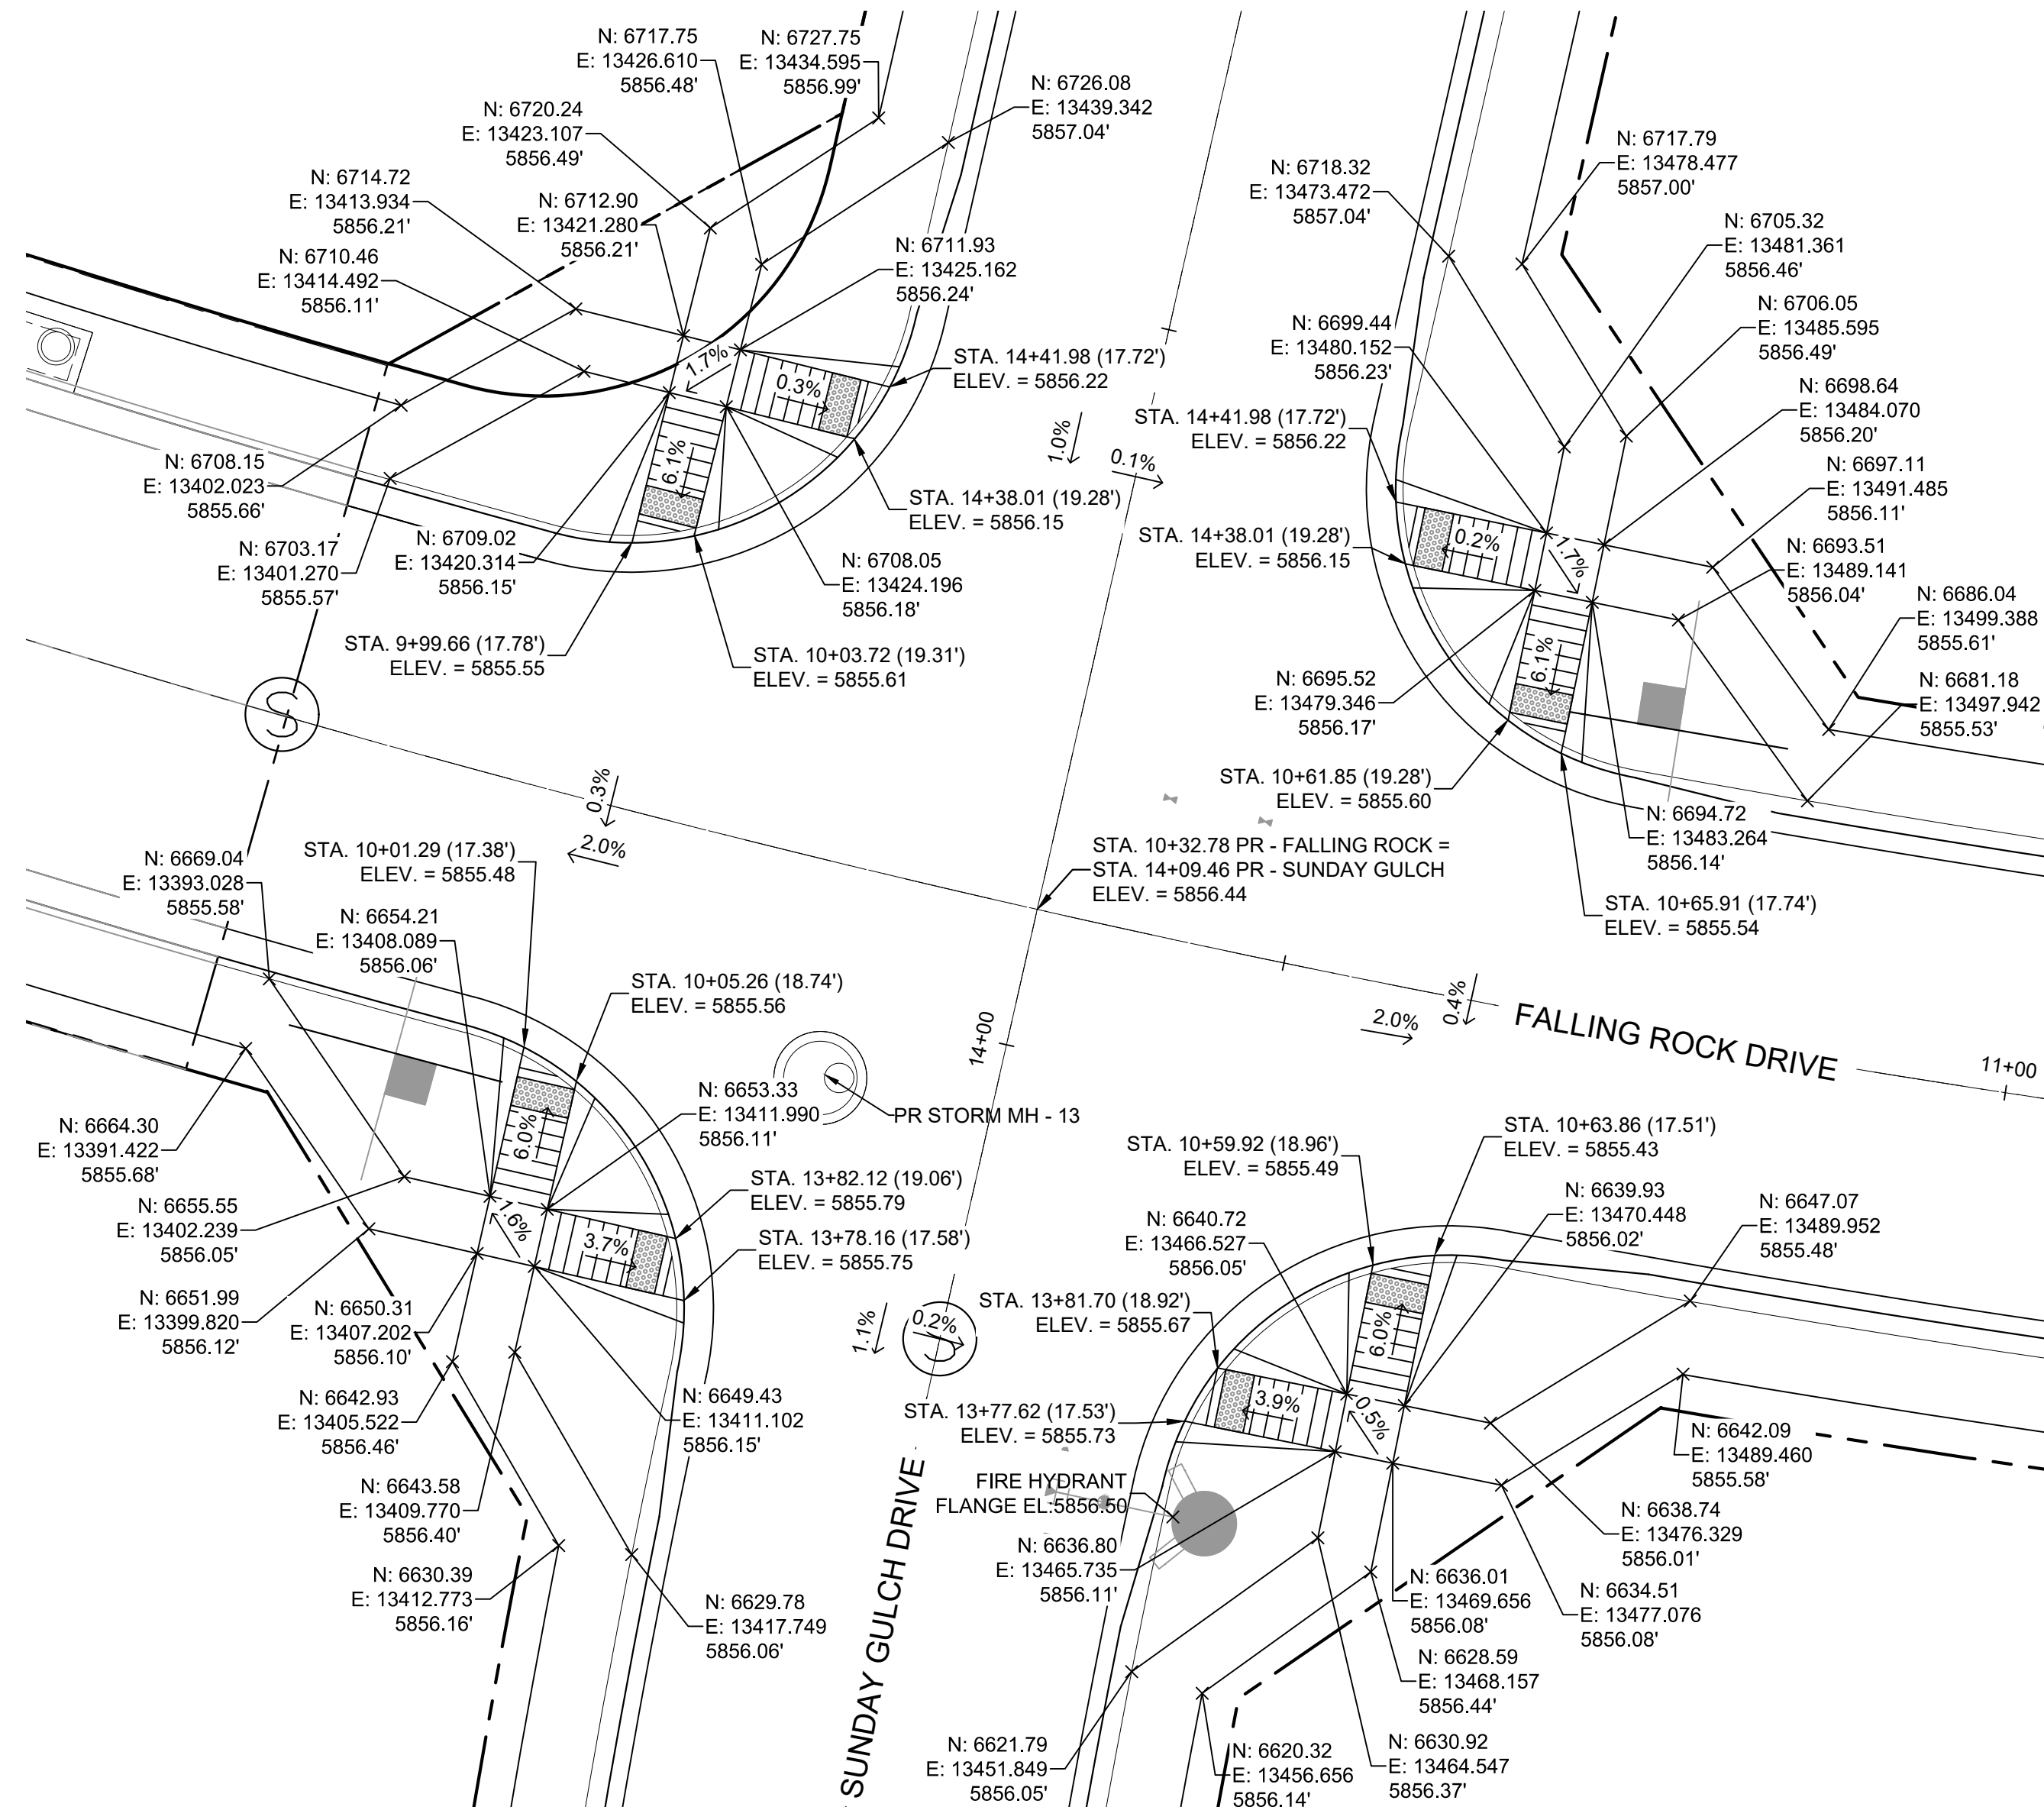 N: 6717.75
E: 13426.610
5856.48'
N: 6727.75
E: 13434.595
5856.99'
N: 6726.08
E: 13439.342
5857.04'
N: 6720.24
E: 13423.107
5856.49'
N: 6714.72
E: 13413.934
5856.21'
N: 6712.90
E: 13421.280
5856.21'
N: 6710.46
E: 13414.492
5856.11'
N: 6711.93
E: 13425.162
5856.24'
N: 6717.79
E: 13478.477
5857.00'
N: 6718.32
E: 13473.472
5857.04'
N: 6705.32
E: 13481.361
5856.46'
N: 6706.05
E: 13485.595
5856.49'
N: 6699.44
E: 13480.152
5856.23'
1.7%
0.3%
6.1%
STA. 14+41.98 (17.72')
ELEV. = 5856.22
STA. 14+41.98 (17.72')
ELEV. = 5856.22
N: 6698.64
E: 13484.070
5856.20'
1.0%
0.1%
N: 6708.15
E: 13402.023
5855.66'
STA. 14+38.01 (19.28')
ELEV. = 5856.15
STA. 14+38.01 (19.28')
ELEV. = 5856.15
N: 6697.11
E: 13491.485
5856.11'
0.2%
1.7%
6.1%
N: 6703.17
E: 13401.270
5855.57'
N: 6709.02
E: 13420.314
5856.15'
N: 6708.05
E: 13424.196
5856.18'
N: 6693.51
E: 13489.141
5856.04'
N: 6686.04
E: 13499.388
5855.61'
STA. 9+99.66 (17.78')
ELEV. = 5855.55
STA. 10+03.72 (19.31')
ELEV. = 5855.61
N: 6695.52
E: 13479.346
5856.17'
N: 6681.18
E: 13497.942
5855.53'
S
0.3%
2.0%
STA. 10+61.85 (19.28')
ELEV. = 5855.60
N: 6694.72
E: 13483.264
5856.14'
STA. 10+32.78 PR - FALLING ROCK =
STA. 14+09.46 PR - SUNDAY GULCH
ELEV. = 5856.44
STA. 10+65.91 (17.74')
ELEV. = 5855.54
N: 6669.04
E: 13393.028
5855.58'
STA. 10+01.29 (17.38')
ELEV. = 5855.48
N: 6654.21
E: 13408.089
5856.06'
STA. 10+05.26 (18.74')
ELEV. = 5855.56
14+00
2.0%
0.4%
FALLING ROCK DRIVE
11+00
N: 6653.33
E: 13411.990
5856.11'
PR STORM MH - 13
6.0%
1.6%
3.7%
N: 6664.30
E: 13391.422
5855.68'
N: 6655.55
E: 13402.239
5856.05'
STA. 13+82.12 (19.06')
ELEV. = 5855.79
STA. 13+78.16 (17.58')
ELEV. = 5855.75
STA. 10+59.92 (18.96')
ELEV. = 5855.49
STA. 10+63.86 (17.51')
ELEV. = 5855.43
N: 6640.72
E: 13466.527
5856.05'
N: 6639.93
E: 13470.448
5856.02'
N: 6647.07
E: 13489.952
5855.48'
N: 6651.99
E: 13399.820
5856.12'
N: 6650.31
E: 13407.202
5856.10'
1.1%
0.2%
S
STA. 13+81.70 (18.92')
ELEV. = 5855.67
6.0%
3.9%
0.5%
N: 6642.93
E: 13405.522
5856.46'
N: 6649.43
E: 13411.102
5856.15'
STA. 13+77.62 (17.53')
ELEV. = 5855.73
N: 6642.09
E: 13489.460
5855.58'
N: 6643.58
E: 13409.770
5856.40'
SUNDAY GULCH DRIVE
FIRE HYDRANT
FLANGE EL:5856.50
N: 6638.74
E: 13476.329
5856.01'
N: 6636.80
E: 13465.735
5856.11'
N: 6630.39
E: 13412.773
5856.16'
N: 6629.78
E: 13417.749
5856.06'
N: 6636.01
E: 13469.656
5856.08'
N: 6634.51
E: 13477.076
5856.08'
N: 6628.59
E: 13468.157
5856.44'
N: 6621.79
E: 13451.849
5856.05'
N: 6620.32
E: 13456.656
5856.14'
N: 6630.92
E: 13464.547
5856.37'